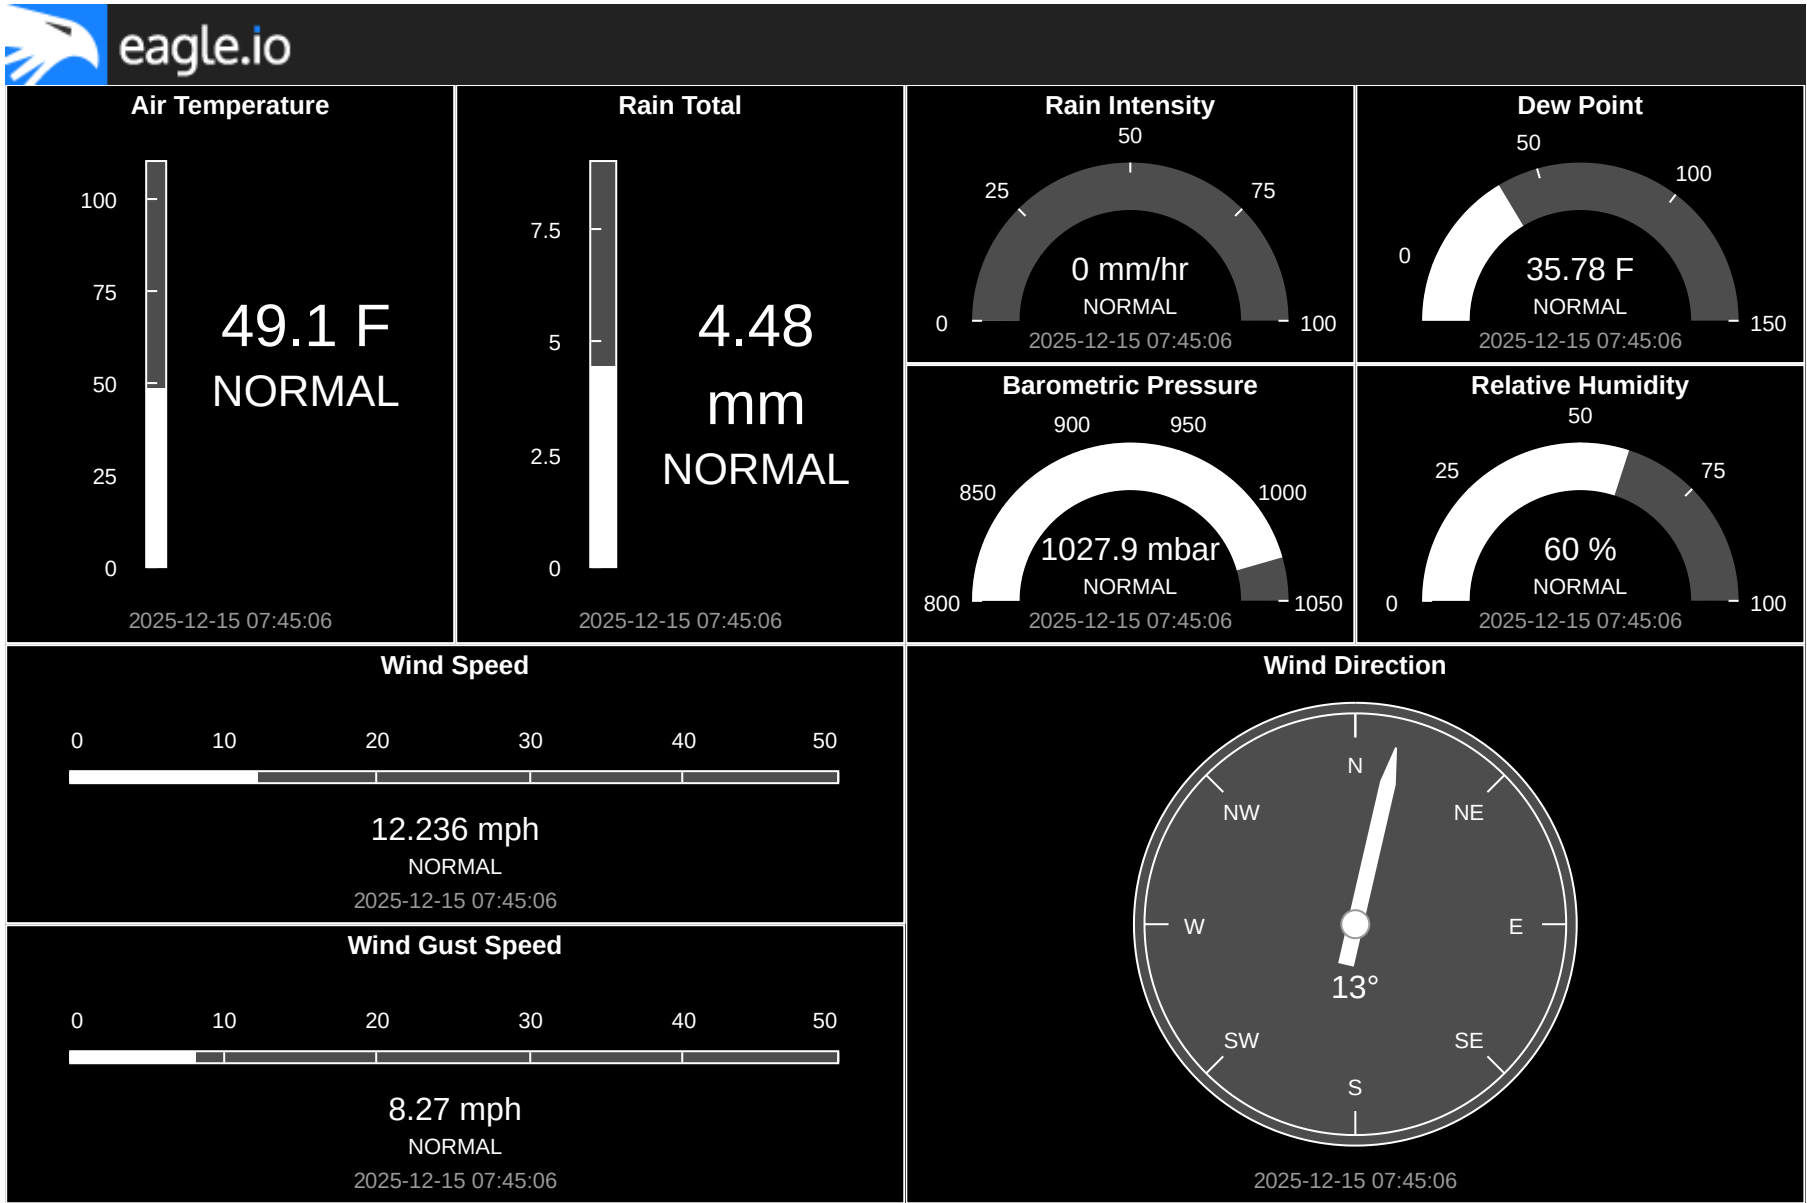 eagle.io
Air Temperature
100
75
50
25
0
49.1 F
NORMAL
2025-12-15 07:45:06
Rain Total
7.5
5
2.5
0
4.48
mm
NORMAL
2025-12-15 07:45:06
Rain Intensity
50
25
75
0
100
0 mm/hr
NORMAL
2025-12-15 07:45:06
Dew Point
50
100
0
150
35.78 F
NORMAL
2025-12-15 07:45:06
Barometric Pressure
900
950
850
1000
800
1050
1027.9 mbar
NORMAL
2025-12-15 07:45:06
Relative Humidity
50
25
75
0
100
60 %
NORMAL
2025-12-15 07:45:06
Wind Speed
0 10 20 30 40 50
12.236 mph
NORMAL
2025-12-15 07:45:06
Wind Gust Speed
0 10 20 30 40 50
8.27 mph
NORMAL
2025-12-15 07:45:06
Wind Direction
N
NW
NE
W
E
13°
SW
SE
S
2025-12-15 07:45:06